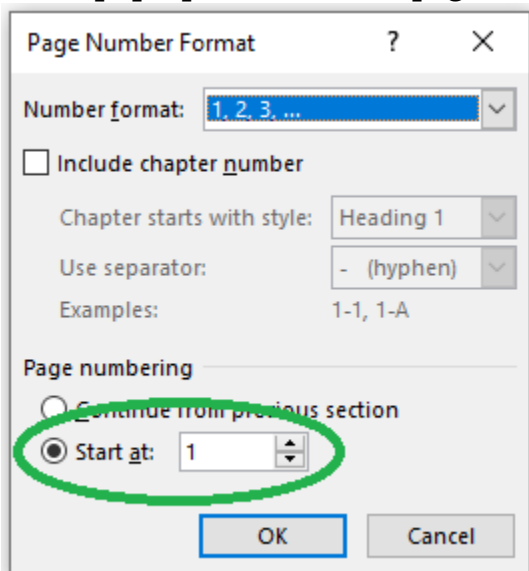 Page Number Format ? ×
Number format: 1, 2, 3, ...
Include chapter number
Chapter starts with style: Heading 1
Use separator: - (hyphen)
Examples: 1-1, 1-A
Page numbering
Continue from previous section
Start at: 1
OK Cancel